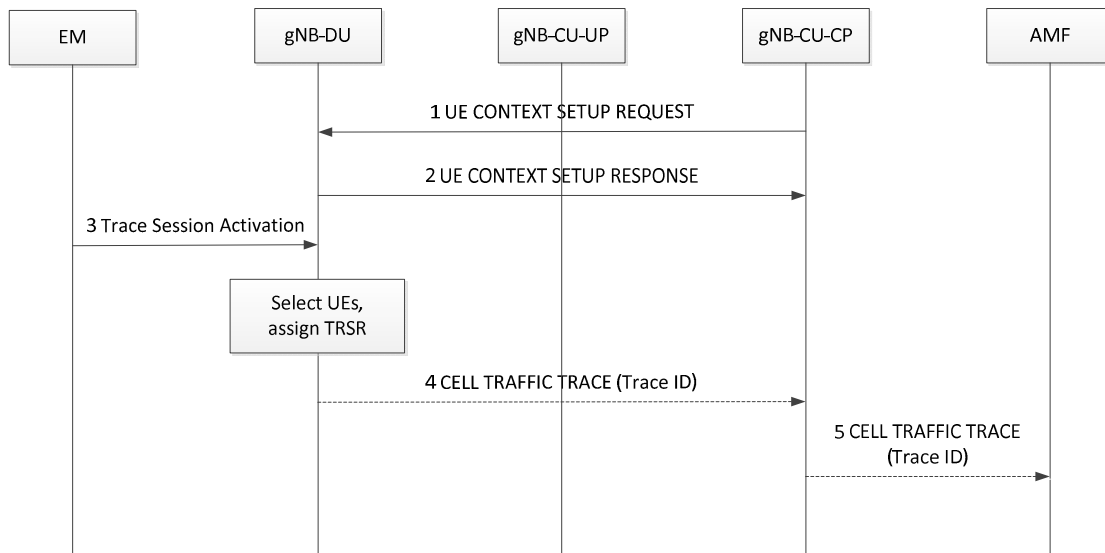 EM
gNB-DU
gNB-CU-UP
gNB-CU-CP
AMF
1 UE CONTEXT SETUP REQUEST
2 UE CONTEXT SETUP RESPONSE
3 Trace Session Activation
Select UEs,
assign TRSR
4 CELL TRAFFIC TRACE (Trace ID)
5 CELL TRAFFIC TRACE
(Trace ID)